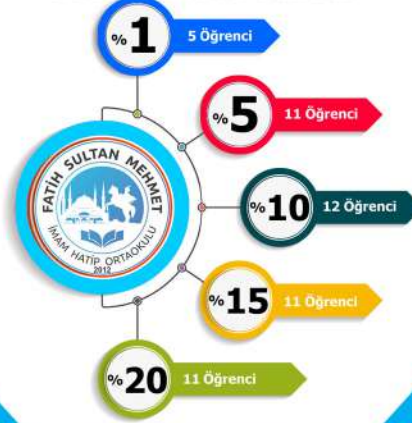 %1 5 Öğrenci
%5 11 Öğrenci
FATİH SULTAN MEHMET
İMAM HATİP ORTAOKULU
2012
%10 12 Öğrenci
%15 11 Öğrenci
%20 11 Öğrenci